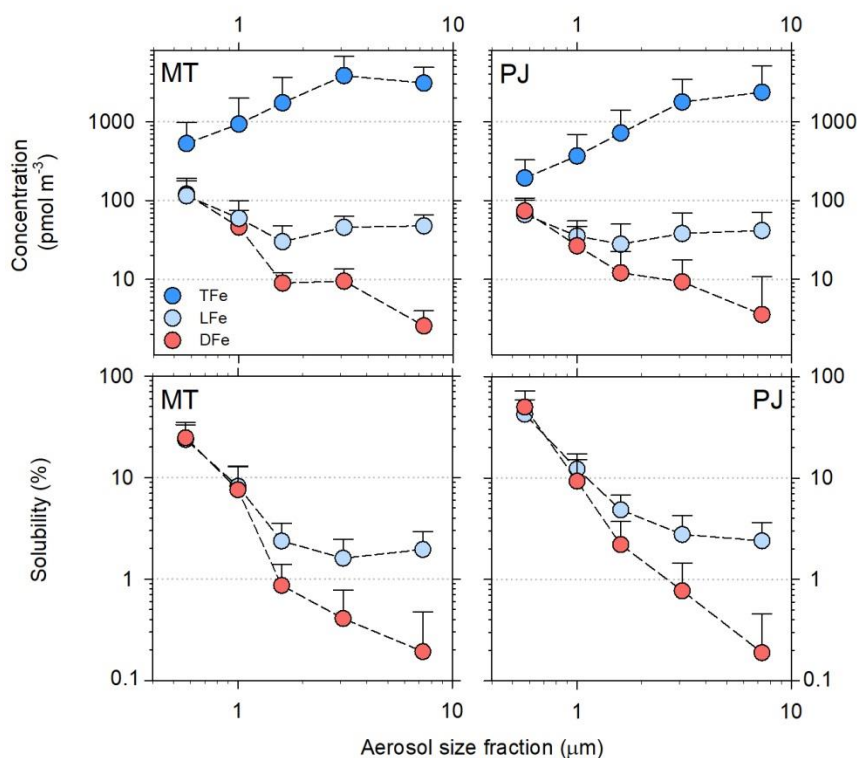 1 10 1 10
MT PJ
1000 1000
100 100
10 10
Concentration
(pmol m⁻³)
TFe
LFe
DFe
100 100
MT PJ
10 10
1 1
0.1 0.1
Solubility (%)
1 10 1 10
Aerosol size fraction (μm)